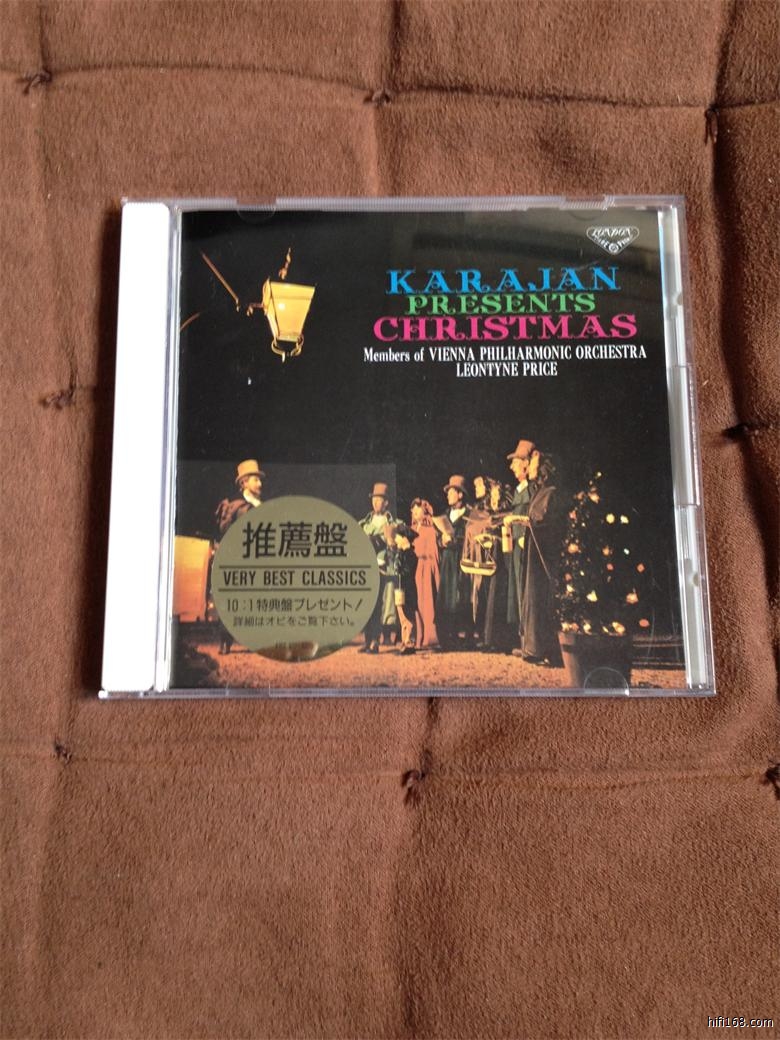 LONDON
KARAJAN
PRESENTS
CHRISTMAS
Members of VIENNA PHILHARMONIC ORCHESTRA
LEONTYNE PRICE
推薦盤
VERY BEST CLASSICS
10:1特典盤プレゼント!
詳細はオビをご覧下さい。
hifi168.com